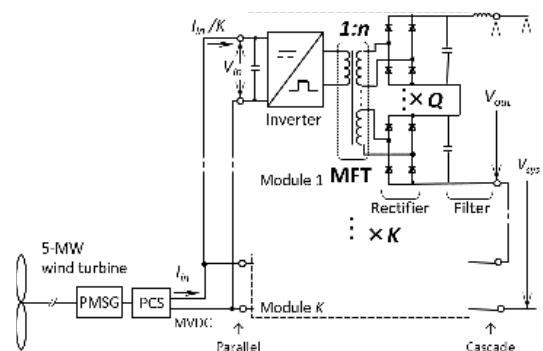 I_in /K
1:n
V_in
Inverter
× Q
V_out
Module 1
MFT
V_sys
Rectifier
Filter
× K
5-MW
wind turbine
I_in
PMSG
PCS
MVDC
Module K
Parallel
Cascade